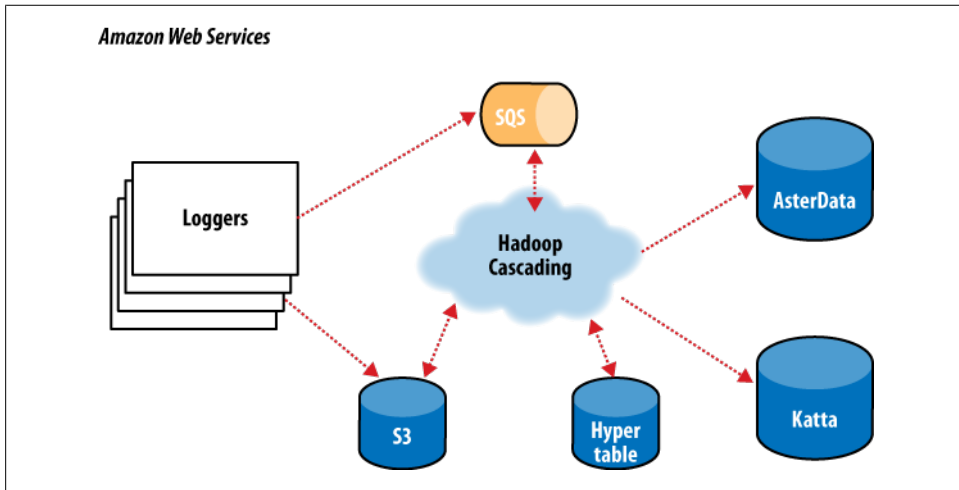 Amazon Web Services
SQS
AsterData
Loggers
Hadoop
Cascading
S3
Hyper
table
Katta